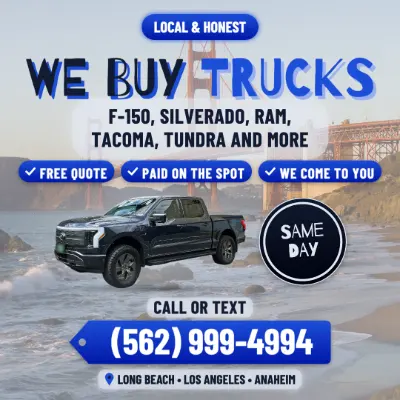 LOCAL & HONEST
WE BUY TRUCKS
F-150, SILVERADO, RAM,
TACOMA, TUNDRA AND MORE
FREE QUOTE
PAID ON THE SPOT
WE COME TO YOU
SAME
DAY
CALL OR TEXT
(562) 999-4994
LONG BEACH • LOS ANGELES • ANAHEIM